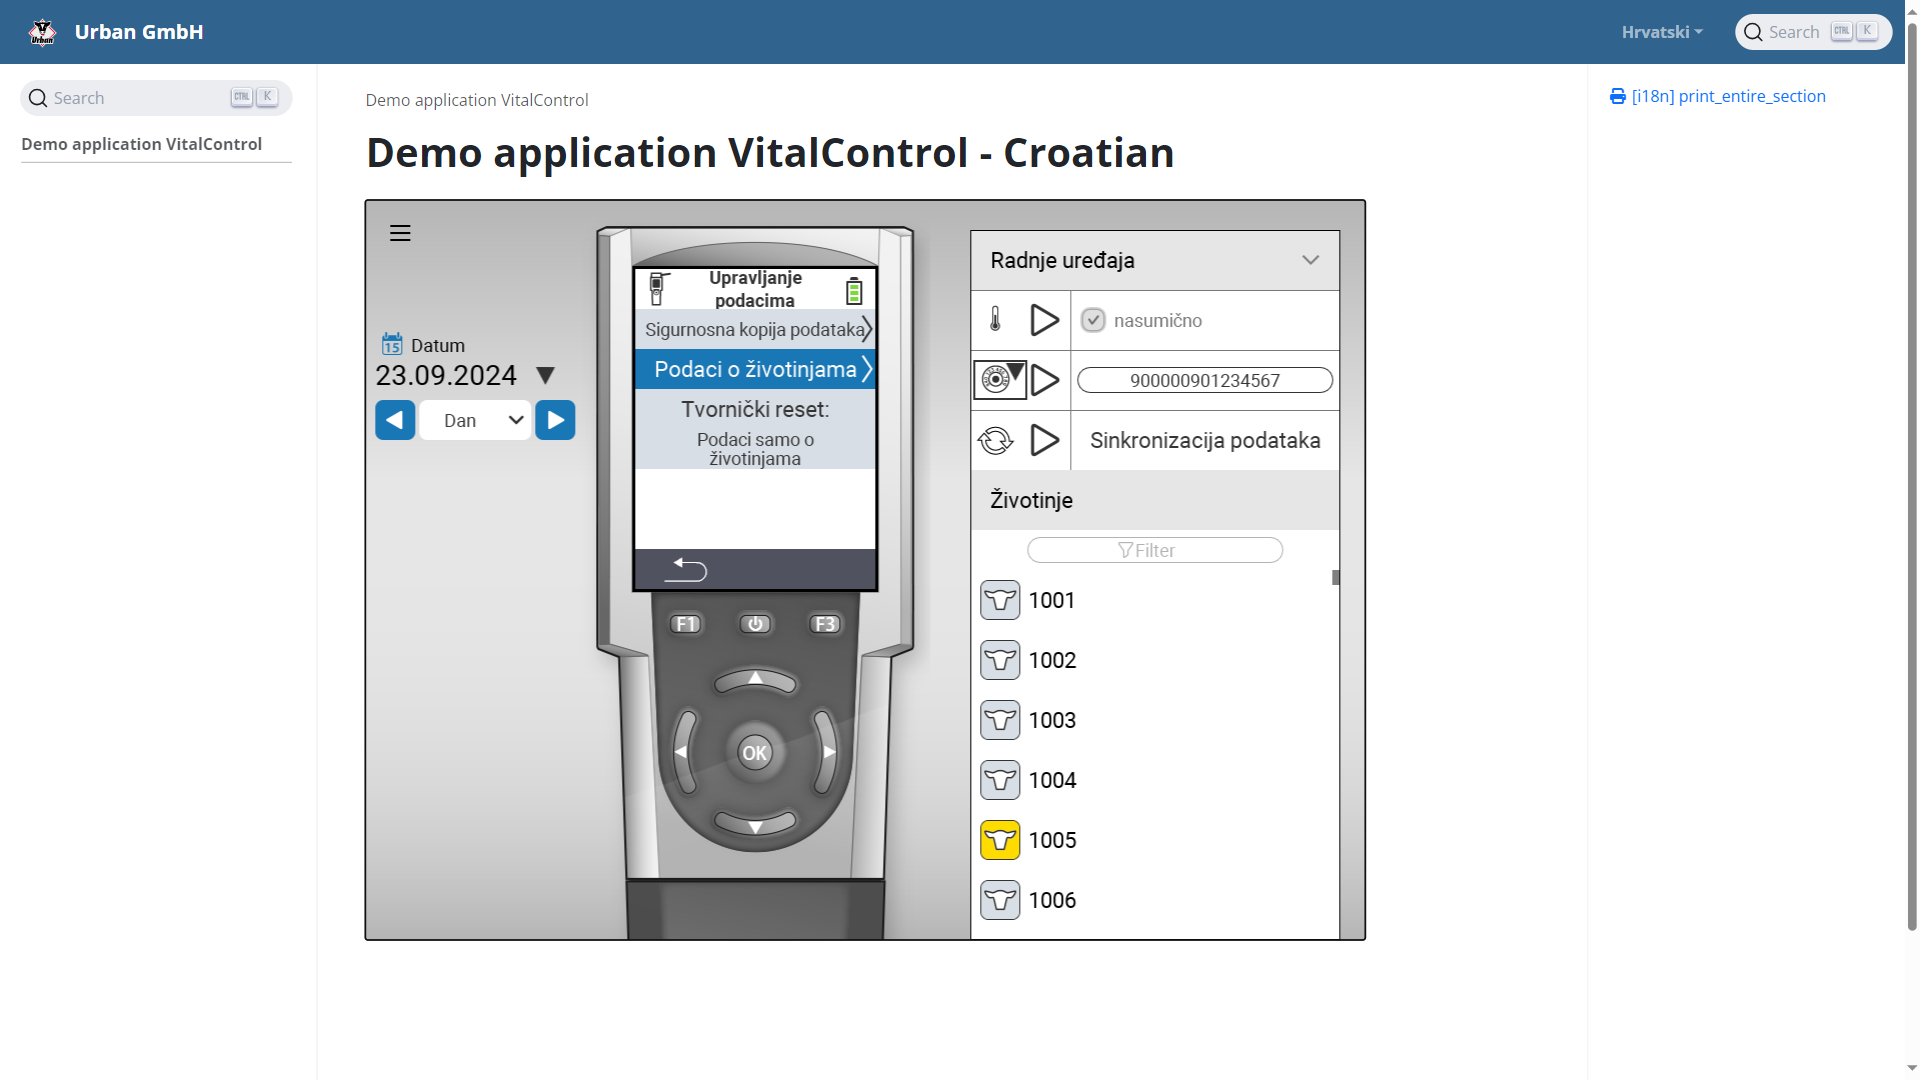 Urban GmbH
Hrvatski
Search CTRL K
Search CTRL K
Demo application VitalControl
Demo application VitalControl
Demo application VitalControl - Croatian
[i18n] print_entire_section
15 Datum
23.09.2024
Dan
Upravljanje
podacima
Sigurnosna kopija podataka
Podaci o životinjama
Tvornički reset:
Podaci samo o
životinjama
F1
F3
OK
Radnje uređaja
nasumično
900000901234567
Sinkronizacija podataka
Životinje
Filter
1001
1002
1003
1004
1005
1006